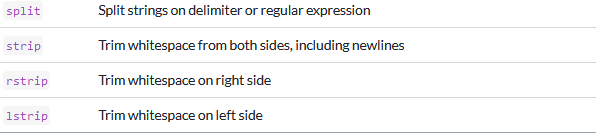 split Split strings on delimiter or regular expression
strip Trim whitespace from both sides, including newlines
rstrip Trim whitespace on right side
lstrip Trim whitespace on left side